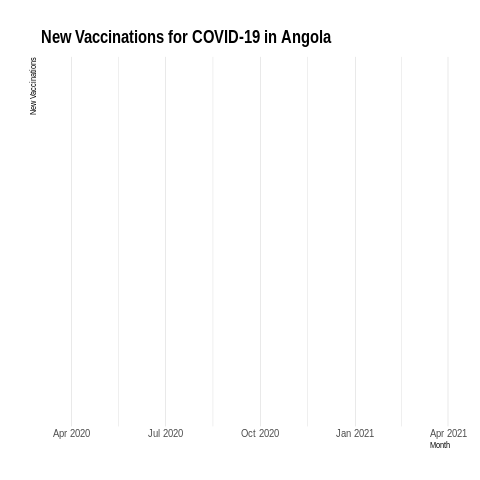 New Vaccinations for COVID-19 in Angola
New Vaccinations
Apr 2020 Jul 2020 Oct 2020 Jan 2021 Apr 2021
Month